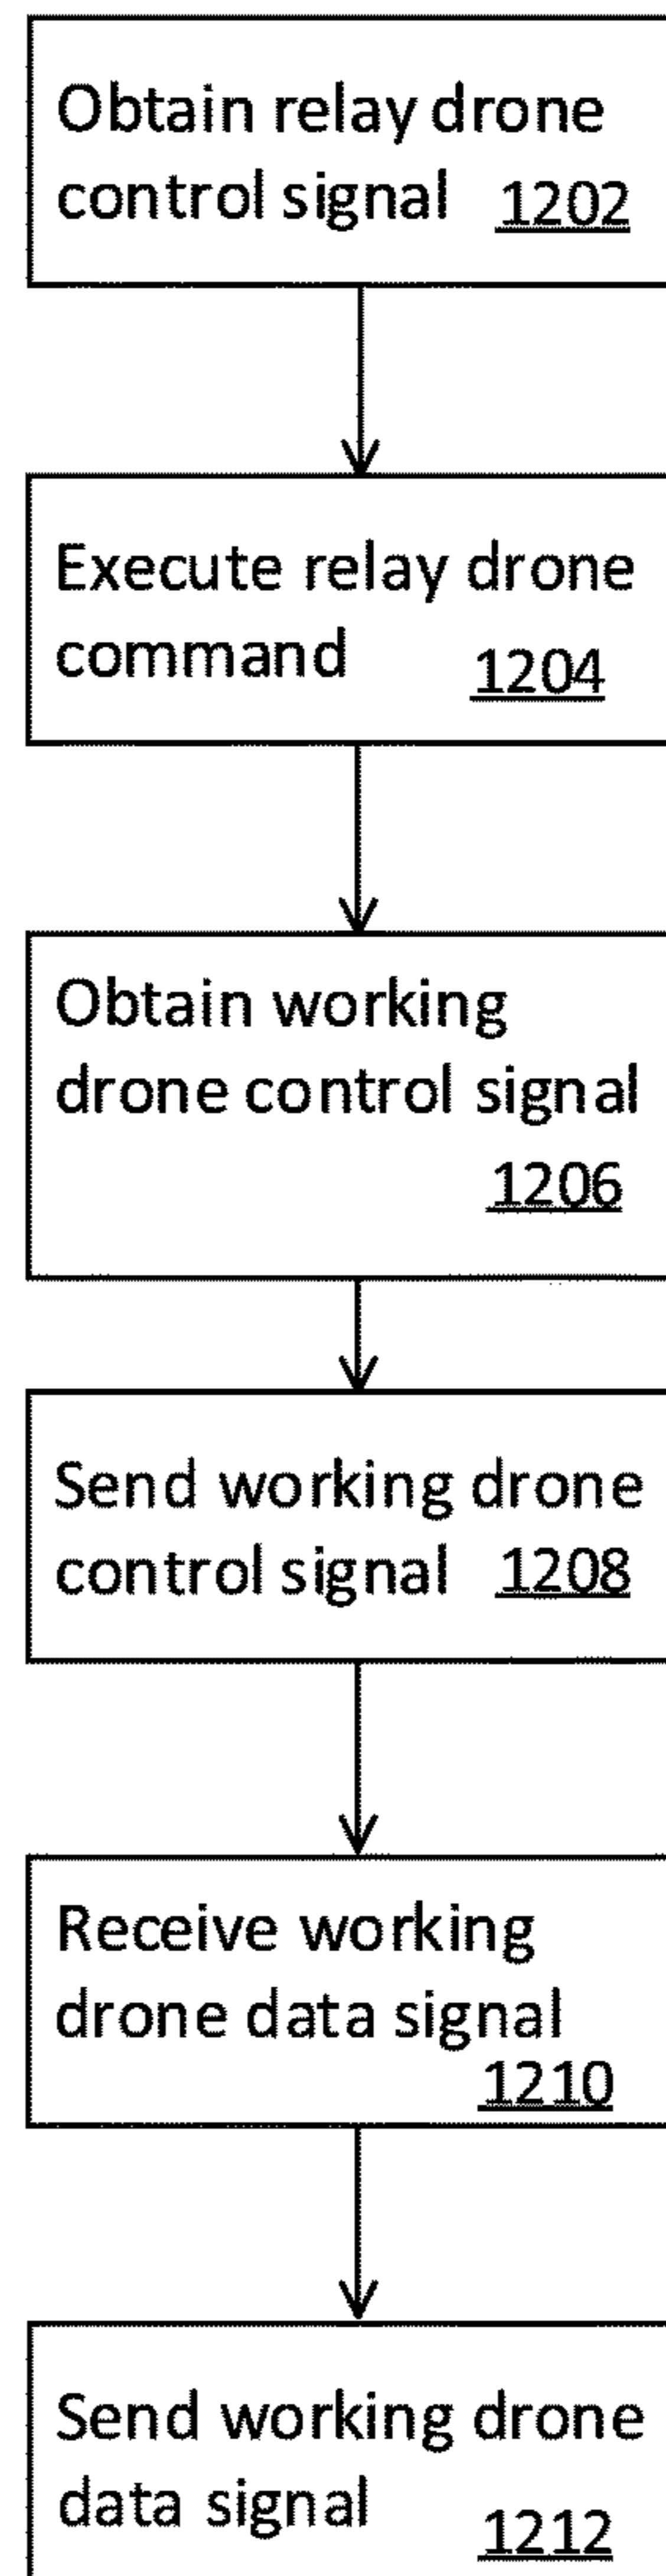 Obtain relay drone
control signal 1202
Execute relay drone
command 1204
Obtain working
drone control signal
1206
Send working drone
control signal 1208
Receive working
drone data signal
1210
Send working drone
data signal 1212